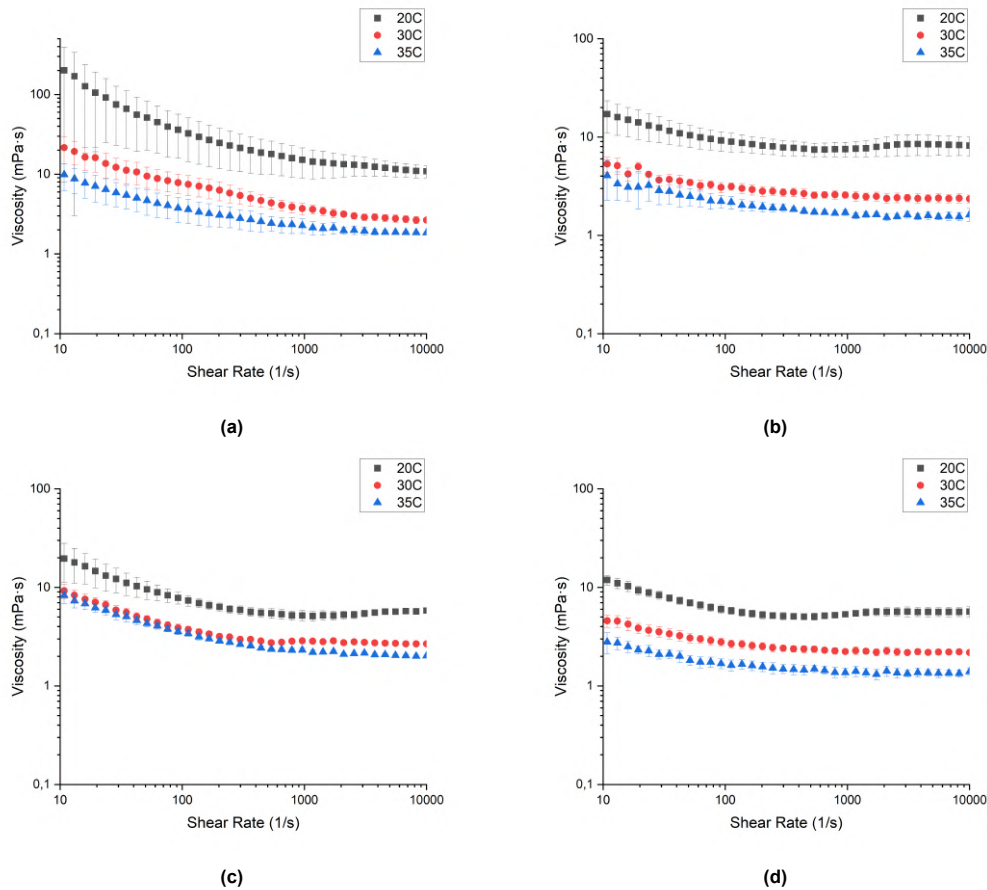 20C
30C
35C
100
10
1
0,1
10
100
1000
10000
Viscosity (mPa·s)
Shear Rate (1/s)
(a)
20C
30C
35C
100
10
1
0,1
10
100
1000
10000
Viscosity (mPa·s)
Shear Rate (1/s)
(b)
20C
30C
35C
100
10
1
0,1
10
100
1000
10000
Viscosity (mPa·s)
Shear Rate (1/s)
(c)
20C
30C
35C
100
10
1
0,1
10
100
1000
10000
Viscosity (mPa·s)
Shear Rate (1/s)
(d)